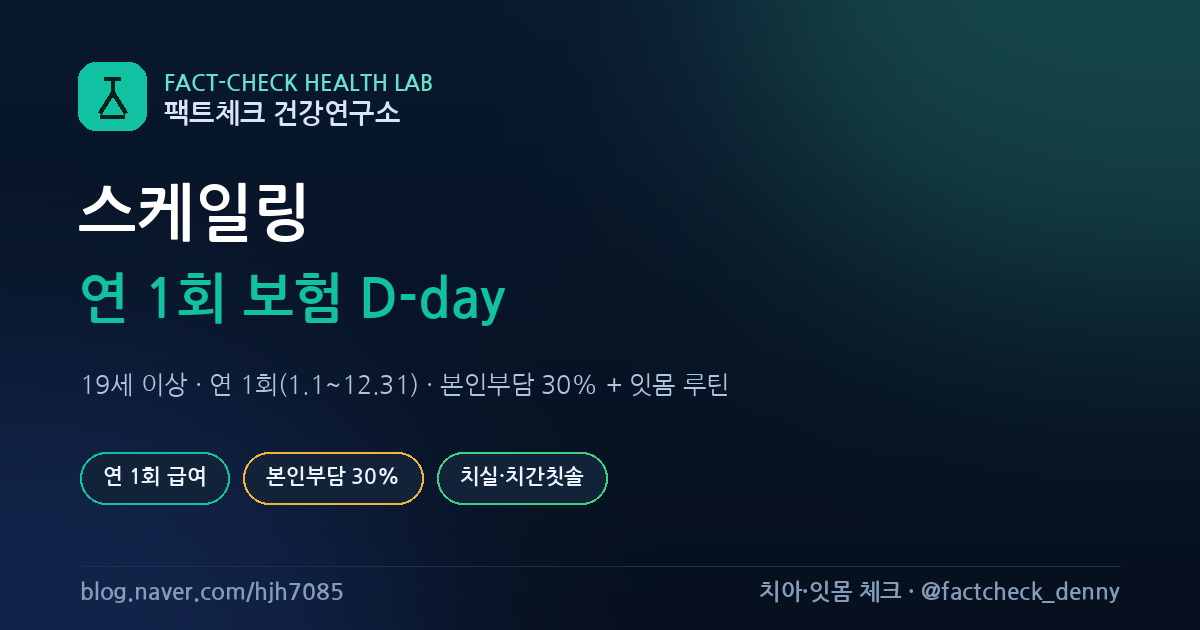 FACT-CHECK HEALTH LAB
팩트체크 건강연구소
스케일링
연 1회 보험 D-day
19세 이상 · 연 1회(1.1~12.31) · 본인부담 30% + 잇몸 루틴
연 1회 급여
본인부담 30%
치실·치간칫솔
blog.naver.com/hjh7085
치아·잇몸 체크 · @factcheck_denny